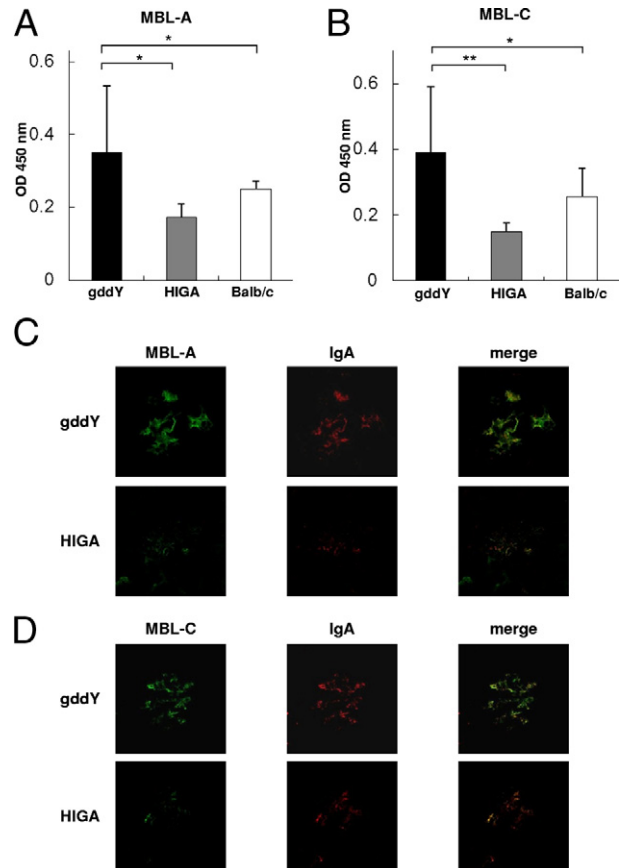 A
MBL-A
*
*
0.6
0.4
0.2
0
OD 450 nm
gddY HIGA Balb/c
B
MBL-C
*
**
0.6
0.4
0.2
0
OD 450 nm
gddY HIGA Balb/c
C
MBL-A IgA merge
gddY
HIGA
D
MBL-C IgA merge
gddY
HIGA